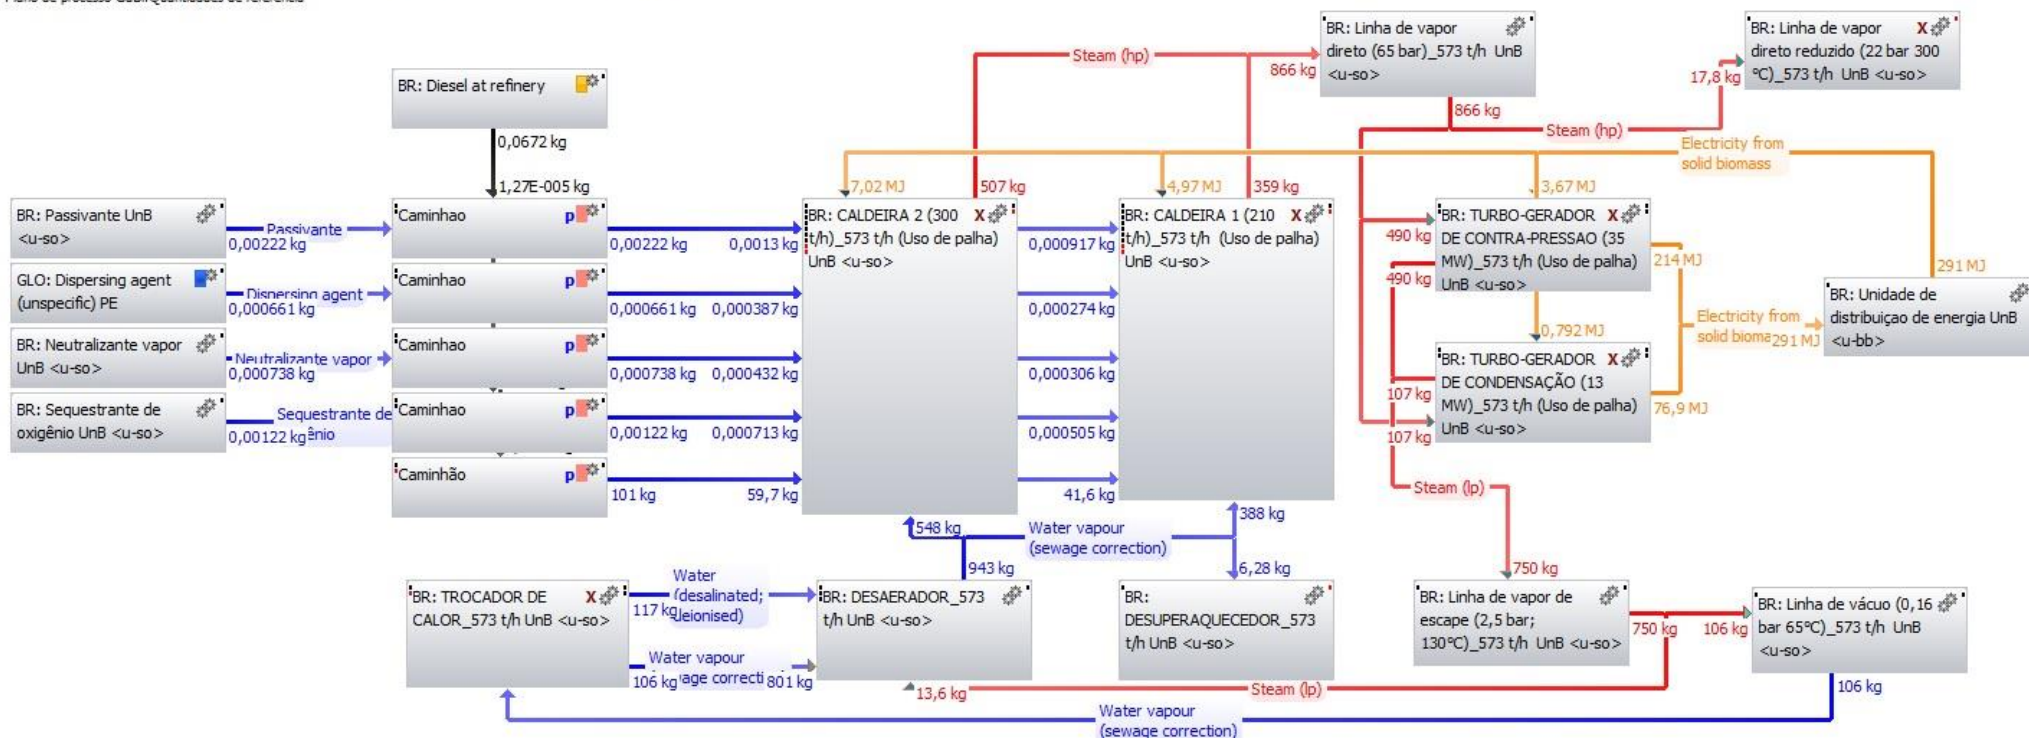 Steam (hp)
866 kg
BR: Linha de vapor
direto (65 bar)_573 t/h UnB
<u-so>
866 kg
BR: Linha de vapor X
direto reduzido (22 bar 300
ºC)_573 t/h UnB <u-so>
17,8 kg
Steam (hp)
BR: Diesel at refinery
0,0672 kg
1,27E-005 kg
Electricity from
solid biomass
7,02 MJ
507 kg
4,97 MJ
359 kg
3,67 MJ
BR: Passivante UnB
<u-so>
Passivante
0,00222 kg
Caminhao p
0,00222 kg
0,0013 kg
BR: CALDEIRA 2 (300 X
t/h)_573 t/h (Uso de palha)
UnB <u-so>
0,000917 kg
BR: CALDEIRA 1 (210 X
t/h)_573 t/h (Uso de palha)
UnB <u-so>
490 kg
490 kg
BR: TURBO-GERADOR X
DE CONTRA-PRESSAO (35
MW)_573 t/h (Uso de palha)
UnB <u-so>
214 MJ
291 MJ
GLO: Dispersing agent
(unspecific) PE
Dispersing agent
0,000661 kg
Caminhao p
0,000661 kg
0,000387 kg
0,000274 kg
0,792 MJ
Electricity from
solid
291 MJ
BR: Unidade de
distribuiçao de energia UnB
<u-bb>
BR: Neutralizante vapor
UnB <u-so>
Neutralizante vapor
0,000738 kg
Caminhao p
0,000738 kg
0,000432 kg
0,000306 kg
107 kg
107 kg
BR: TURBO-GERADOR X
DE CONDENSAÇÃO (13
MW)_573 t/h (Uso de palha)
UnB <u-so>
76,9 MJ
BR: Sequestrante de
oxigênio UnB <u-so>
Sequestrante de
0,00122 kg
Caminhao p
0,00122 kg
0,000713 kg
0,000505 kg
Caminhão p
101 kg
59,7 kg
41,6 kg
Steam (lp)
548 kg
Water vapour
(sewage correction)
388 kg
943 kg
6,28 kg
750 kg
BR: TROCADOR DE X
CALOR_573 t/h UnB <u-so>
Water
(desalinated;
117 kg
Water vapour
106 kg
801 kg
BR: DESAERADOR_573
t/h UnB <u-so>
13,6 kg
BR:
DESUPERAQUECEDOR_573
t/h UnB <u-so>
Steam (lp)
BR: Linha de vapor de
escape (2,5 bar;
130ºC)_573 t/h UnB <u-so>
750 kg
106 kg
BR: Linha de vácuo (0,16
bar 65ºC)_573 t/h UnB
<u-so>
106 kg
Water vapour
(sewage correction)